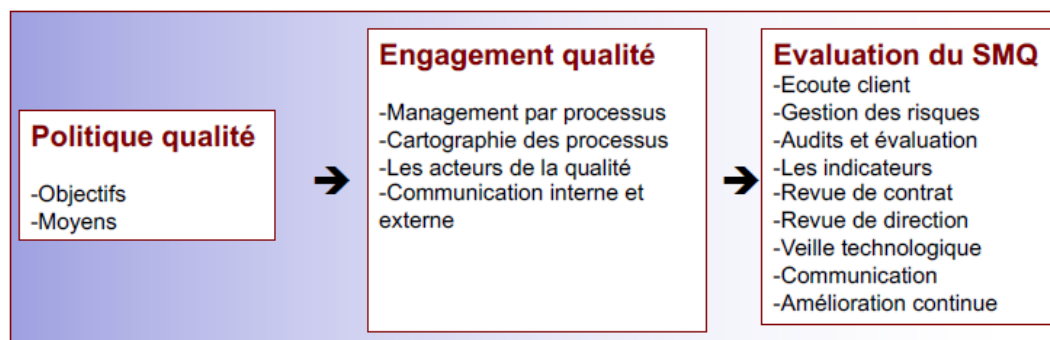 Politique qualité
-Objectifs
-Moyens
➔
Engagement qualité
-Management par processus
-Cartographie des processus
-Les acteurs de la qualité
-Communication interne et
externe
➔
Evaluation du SMQ
-Ecoute client
-Gestion des risques
-Audits et évaluation
-Les indicateurs
-Revue de contrat
-Revue de direction
-Veille technologique
-Communication
-Amélioration continue